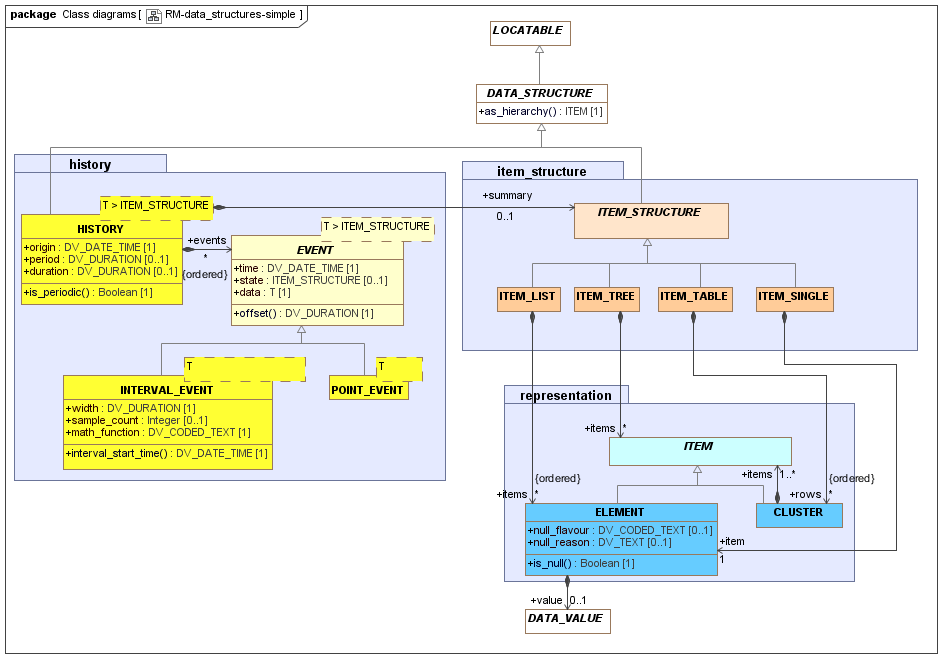 package Class diagrams [ RM-data_structures-simple ]
LOCATABLE
DATA_STRUCTURE
+as_hierarchy() : ITEM [1]
history
T > ITEM_STRUCTURE
HISTORY
+origin : DV_DATE_TIME [1]
+period : DV_DURATION [0..1]
+duration : DV_DURATION [0..1]
+is_periodic() : Boolean [1]
+events
*
{ordered}
T > ITEM_STRUCTURE
EVENT
+time : DV_DATE_TIME [1]
+state : ITEM_STRUCTURE [0..1]
+data : T [1]
+offset() : DV_DURATION [1]
T
INTERVAL_EVENT
+width : DV_DURATION [1]
+sample_count : Integer [0..1]
+math_function : DV_CODED_TEXT [1]
+interval_start_time() : DV_DATE_TIME [1]
T
POINT_EVENT
item_structure
+summary
0..1
ITEM_STRUCTURE
ITEM_LIST
ITEM_TREE
ITEM_TABLE
ITEM_SINGLE
representation
+items *
ITEM
+items 1..*
{ordered}
+items *
{ordered}
+rows *
ELEMENT
+null_flavour : DV_CODED_TEXT [0..1]
+null_reason : DV_TEXT [0..1]
+is_null() : Boolean [1]
CLUSTER
+item
1
+value 0..1
DATA_VALUE